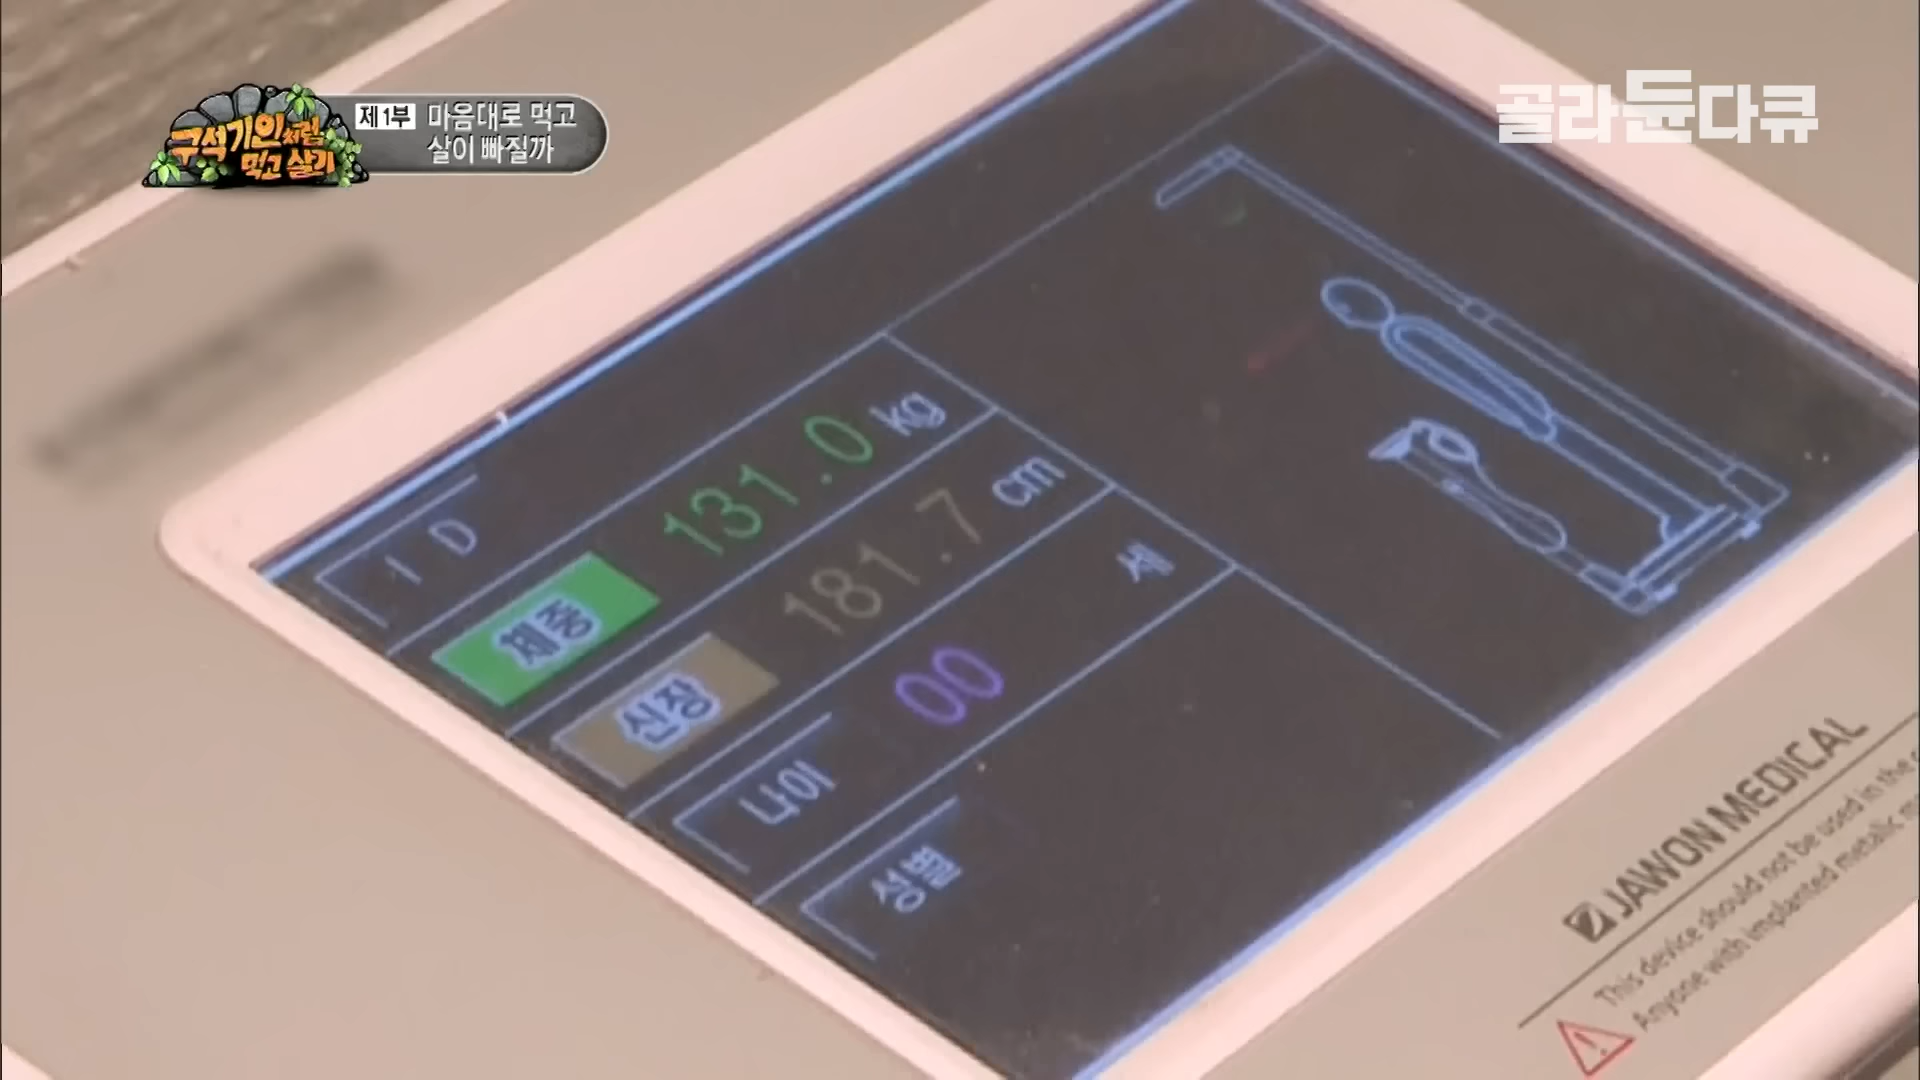 구석기인처럼
먹고 살기
제1부 마음대로 먹고
살이 빠질까
골라둔다큐
I D
체중 131.0 kg
신장 181.7 cm
나이 00 세
성별
JAWON MEDICAL
This device should not be used in the
Anyone with implanted metallic